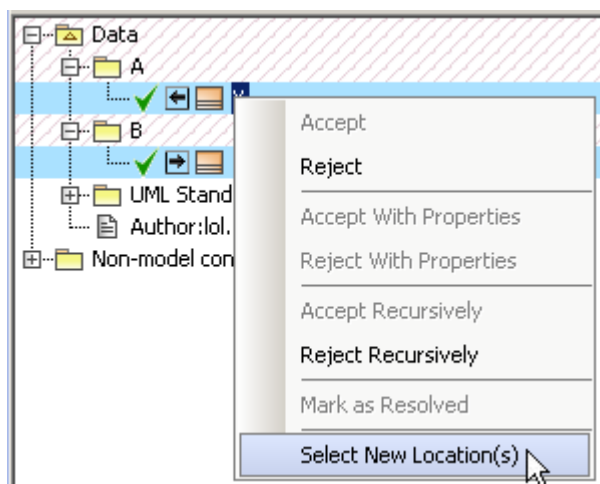 Data
A
Accept
B
Reject
UML Stand
Accept With Properties
Author:lol.
Reject With Properties
Non-model con
Accept Recursively
Reject Recursively
Mark as Resolved
Select New Location(s)